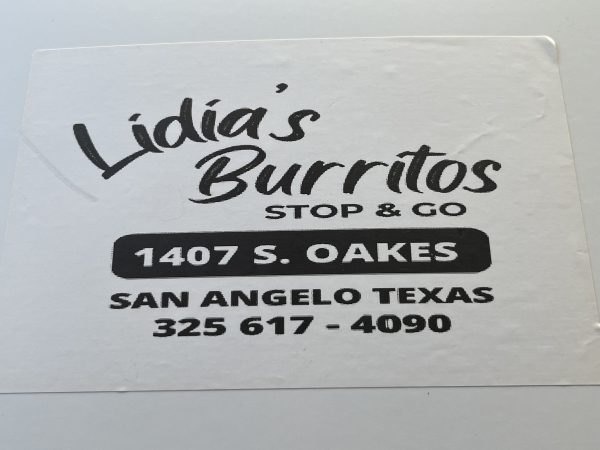 Lidia's
Burritos
STOP & GO
1407 S. OAKES
SAN ANGELO TEXAS
325 617 - 4090